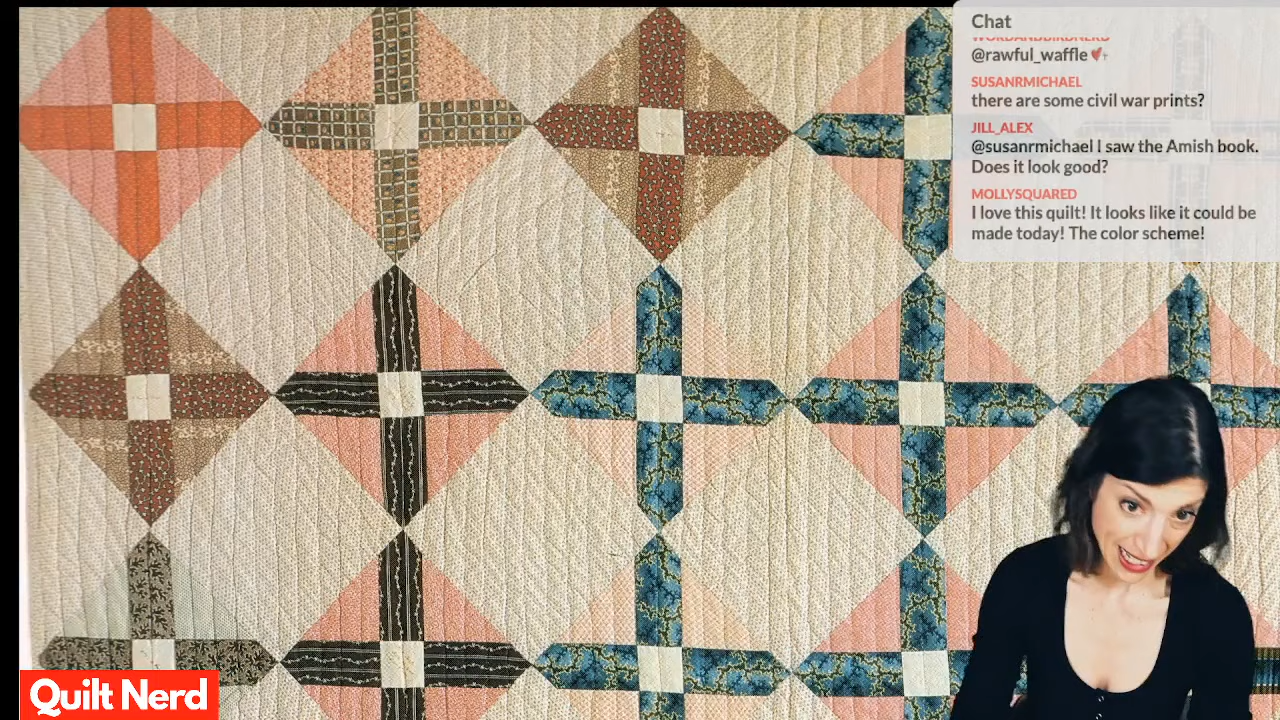 Chat
WORDANDBIRDNERD
@rawful_waffle
SUSANRMICHAEL
there are some civil war prints?
JILL_ALEX
@susanrmichael I saw the Amish book.
Does it look good?
MOLLYSQUARED
I love this quilt! It looks like it could be
made today! The color scheme!
Quilt Nerd